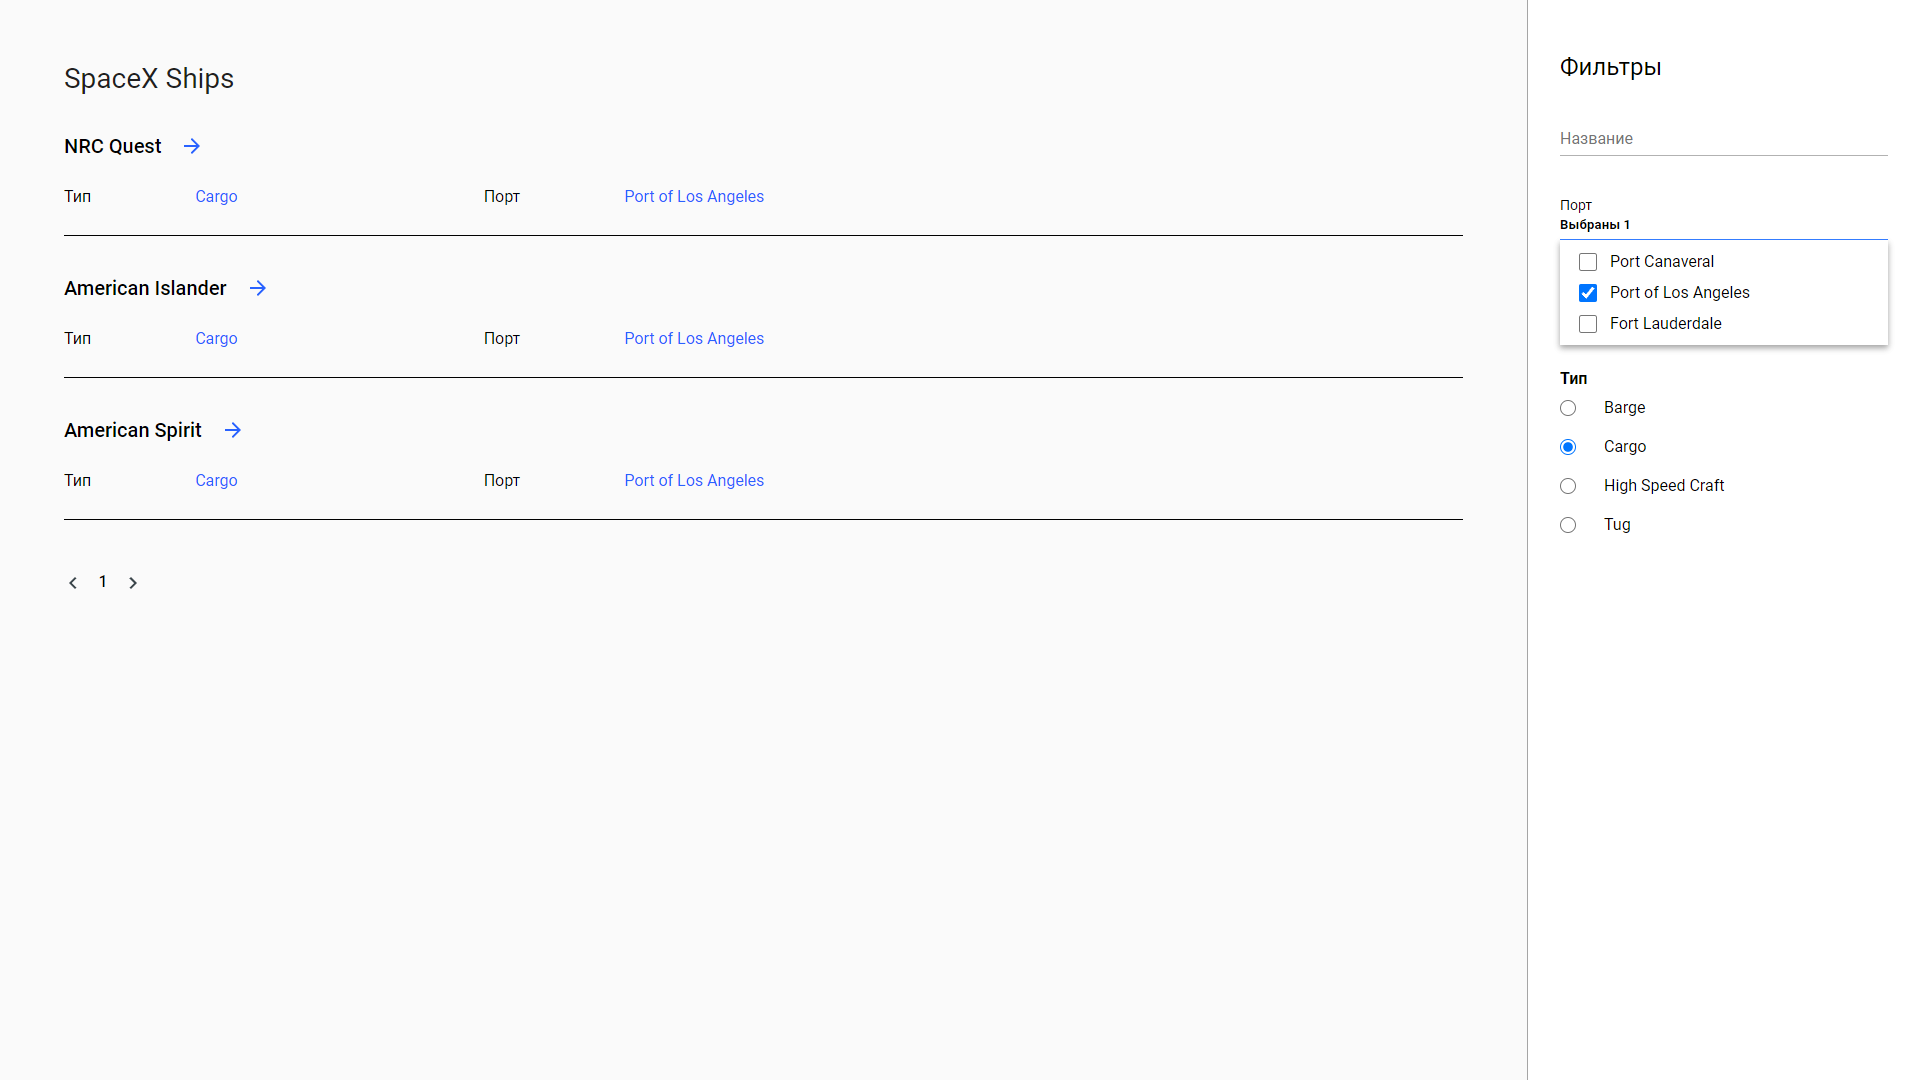 SpaceX Ships
NRC Quest
Тип Cargo Порт Port of Los Angeles
American Islander
Тип Cargo Порт Port of Los Angeles
American Spirit
Тип Cargo Порт Port of Los Angeles
1
Фильтры
Название
Порт
Выбраны 1
Port Canaveral
Port of Los Angeles
Fort Lauderdale
Тип
Barge
Cargo
High Speed Craft
Tug